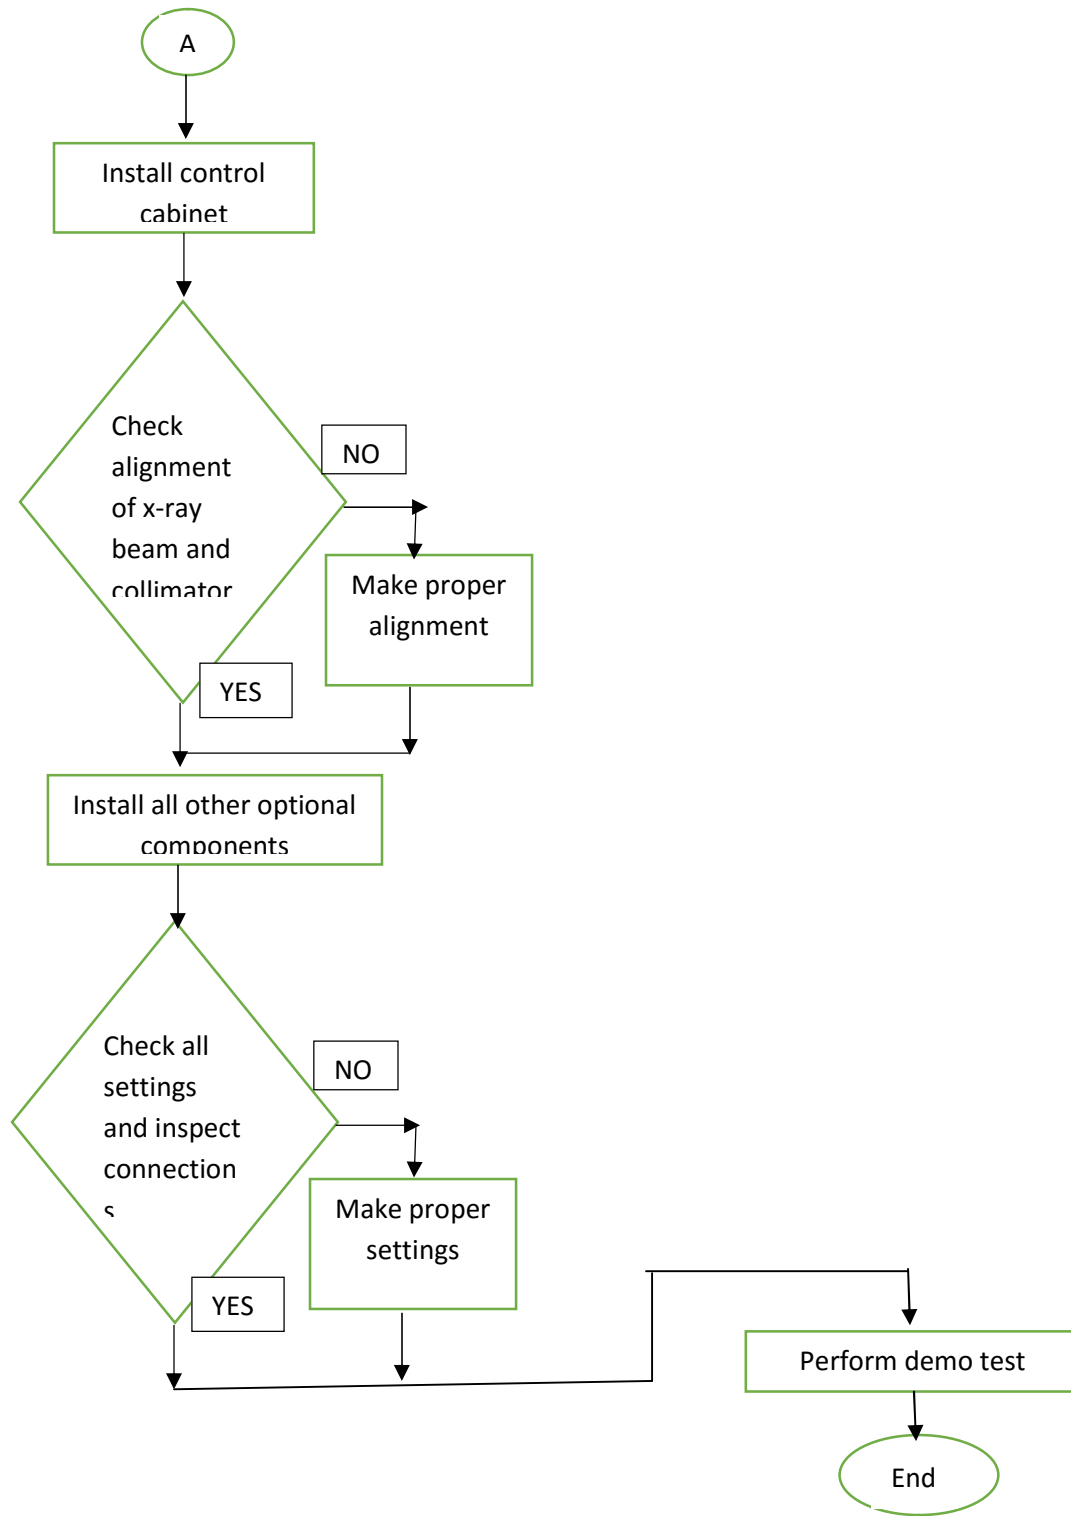 A
Install control
cabinet
Check
alignment
of x-ray
beam and
collimator
NO
Make proper
alignment
YES
Install all other optional
components
Check all
settings
and inspect
connection
s
NO
Make proper
settings
YES
Perform demo test
End